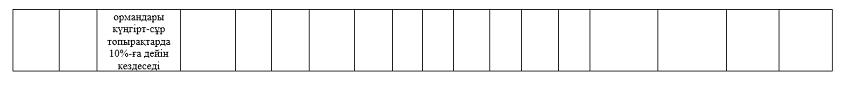 ормандары
күңгірт-сұр
топырақтарда
10%-ға дейін
кездеседі